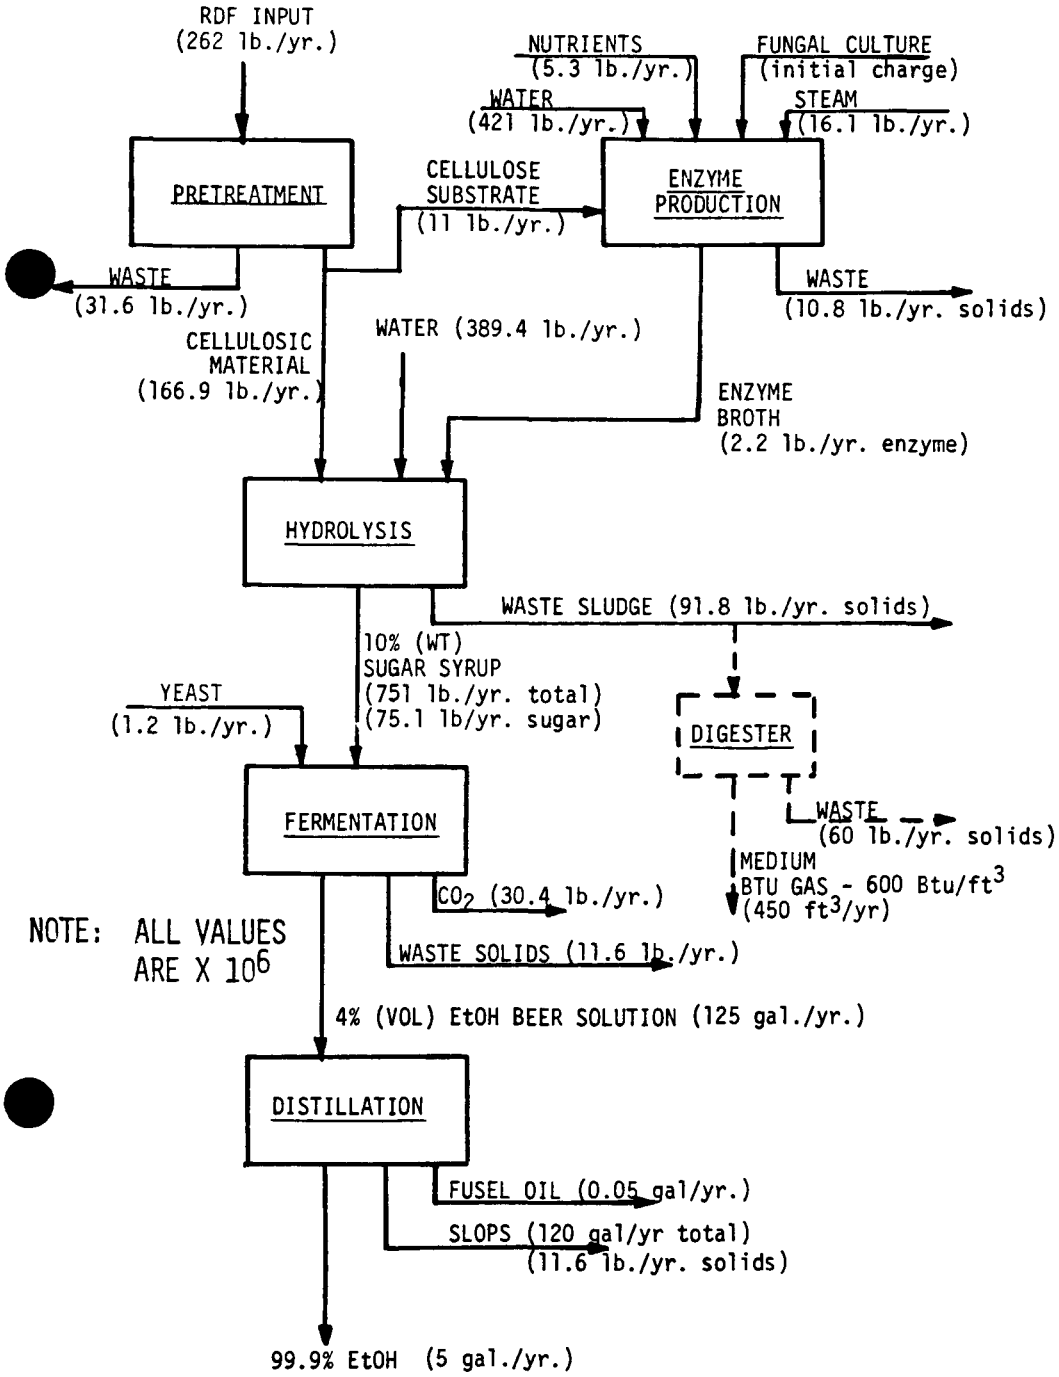 RDF INPUT
(262 lb./yr.)
NUTRIENTS
(5.3 lb./yr.)
FUNGAL CULTURE
(initial charge)
WATER
(421 lb./yr.)
STEAM
(16.1 lb./yr.)
PRETREATMENT
CELLULOSE
SUBSTRATE
(11 lb./yr.)
ENZYME
PRODUCTION
WASTE
(31.6 lb./yr.)
WASTE
(10.8 lb./yr. solids)
CELLULOSIC
MATERIAL
(166.9 lb./yr.)
WATER (389.4 lb./yr.)
ENZYME
BROTH
(2.2 lb./yr. enzyme)
HYDROLYSIS
WASTE SLUDGE (91.8 lb./yr. solids)
10% (WT)
SUGAR SYRUP
(751 lb./yr. total)
(75.1 lb/yr. sugar)
YEAST
(1.2 lb./yr.)
DIGESTER
FERMENTATION
WASTE
(60 lb./yr. solids)
MEDIUM
BTU GAS - 600 Btu/ft³
(450 ft³/yr)
CO₂ (30.4 lb./yr.)
NOTE: ALL VALUES
ARE X 10⁶
WASTE SOLIDS (11.6 lb./yr.)
4% (VOL) EtOH BEER SOLUTION (125 gal./yr.)
DISTILLATION
FUSEL OIL (0.05 gal/yr.)
SLOPS (120 gal/yr total)
(11.6 lb./yr. solids)
99.9% EtOH (5 gal./yr.)